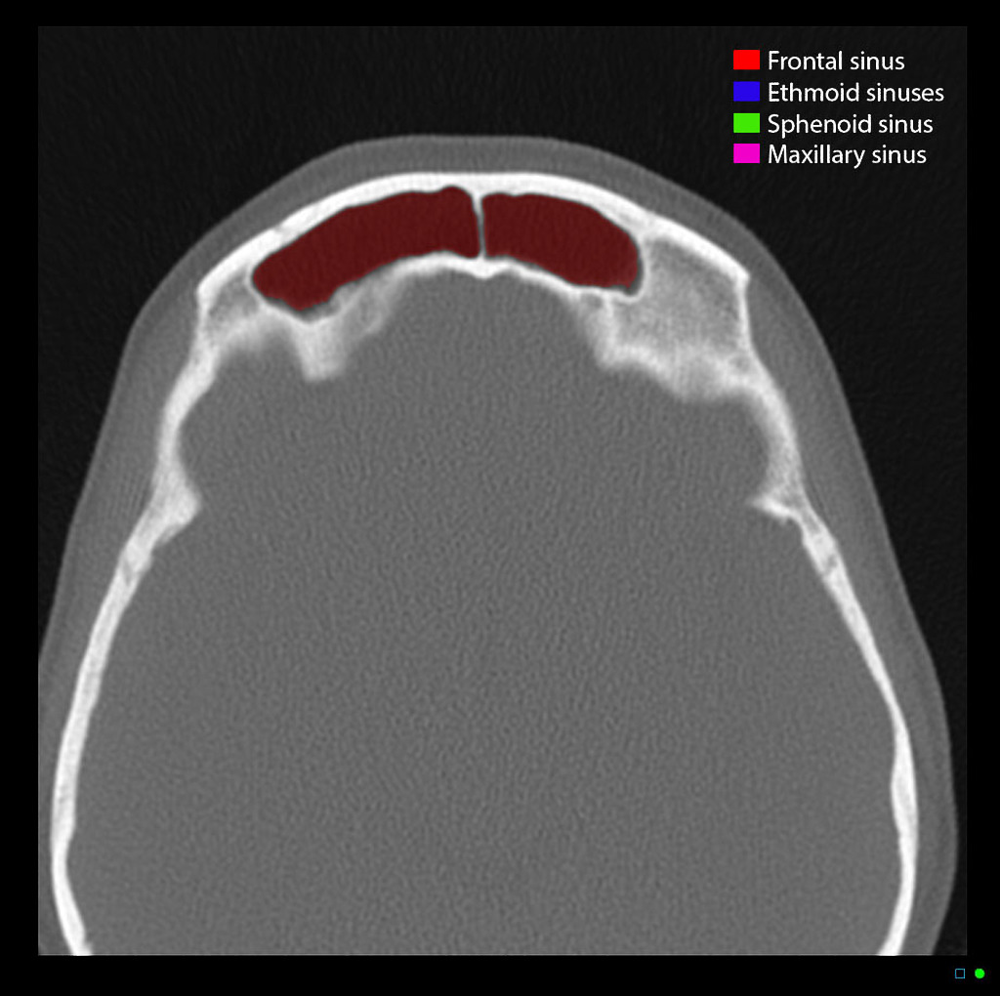 Frontal sinus
Ethmoid sinuses
Sphenoid sinus
Maxillary sinus